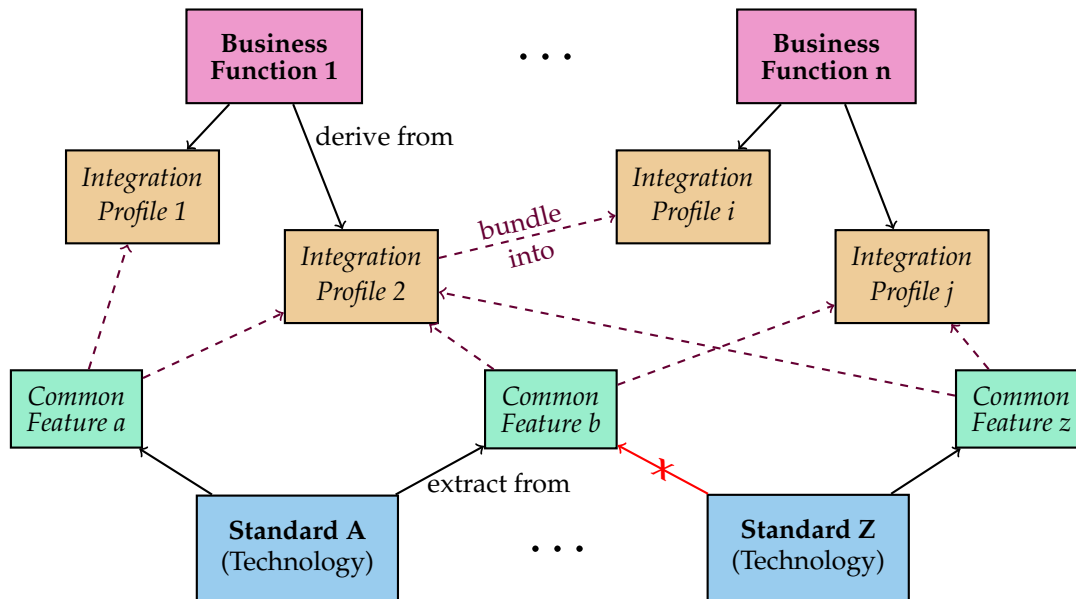 Business
Function 1
. . .
Business
Function n
derive from
Integration
Profile 1
Integration
Profile i
bundle
into
Integration
Profile 2
Integration
Profile j
Common
Feature a
Common
Feature b
Common
Feature z
extract from
Standard A
(Technology)
. . .
Standard Z
(Technology)